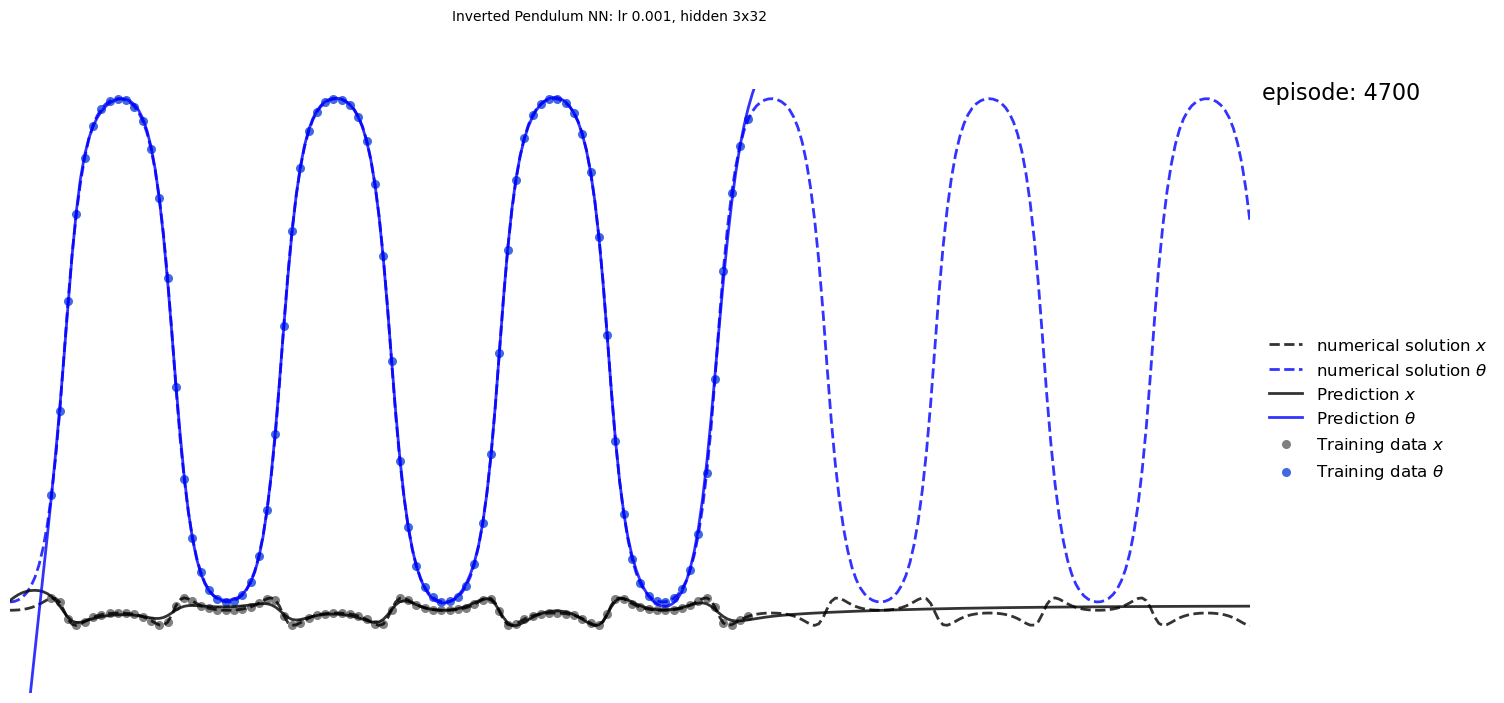 Inverted Pendulum NN: lr 0.001, hidden 3x32
episode: 4700
numerical solution x
numerical solution θ
Prediction x
Prediction θ
Training data x
Training data θ